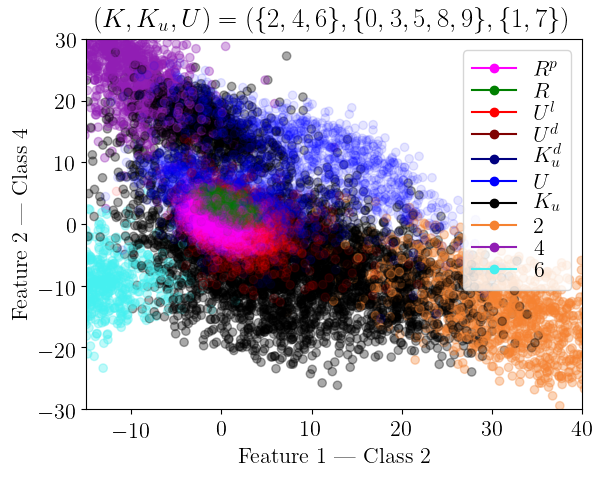 (K, K_u, U) = ({2, 4, 6}, {0, 3, 5, 8, 9}, {1, 7})
R^p
R
U^l
U^d
K_u^d
U
K_u
2
4
6
30
20
10
0
−10
−20
−30
Feature 2 — Class 4
−10 0 10 20 30 40
Feature 1 — Class 2